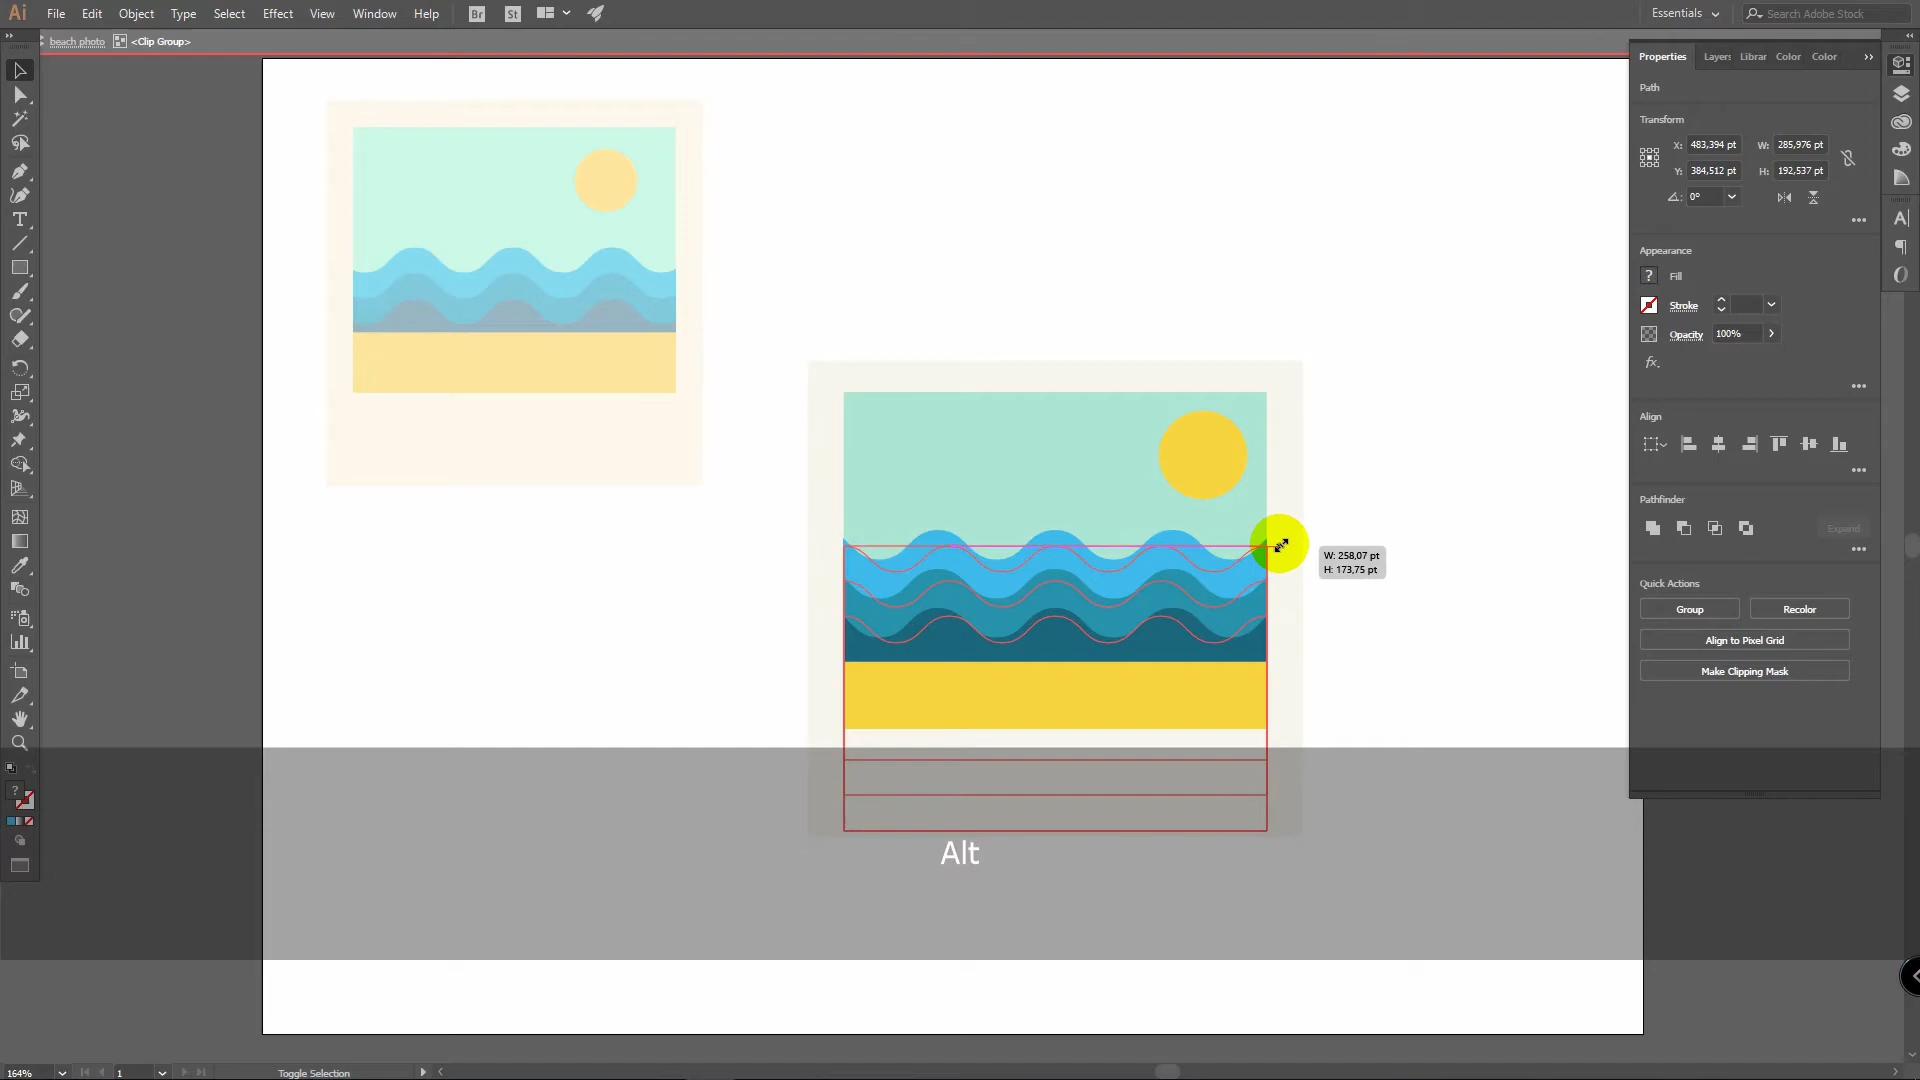 Ai File Edit Object Type Select Effect View Window Help Br St Essentials Search Adobe Stock
beach photo <Clip Group>
Properties Layers Librar Color Color
Path
Transform
X: 483,394 pt W: 285,976 pt
Y: 384,512 pt H: 192,537 pt
0°
Appearance
? Fill
Stroke
Opacity 100%
fx.
Align
Pathfinder
Expand
Quick Actions
Group Recolor
Align to Pixel Grid
Make Clipping Mask
W: 258,07 pt
H: 173,75 pt
Alt
164% 1 Toggle Selection